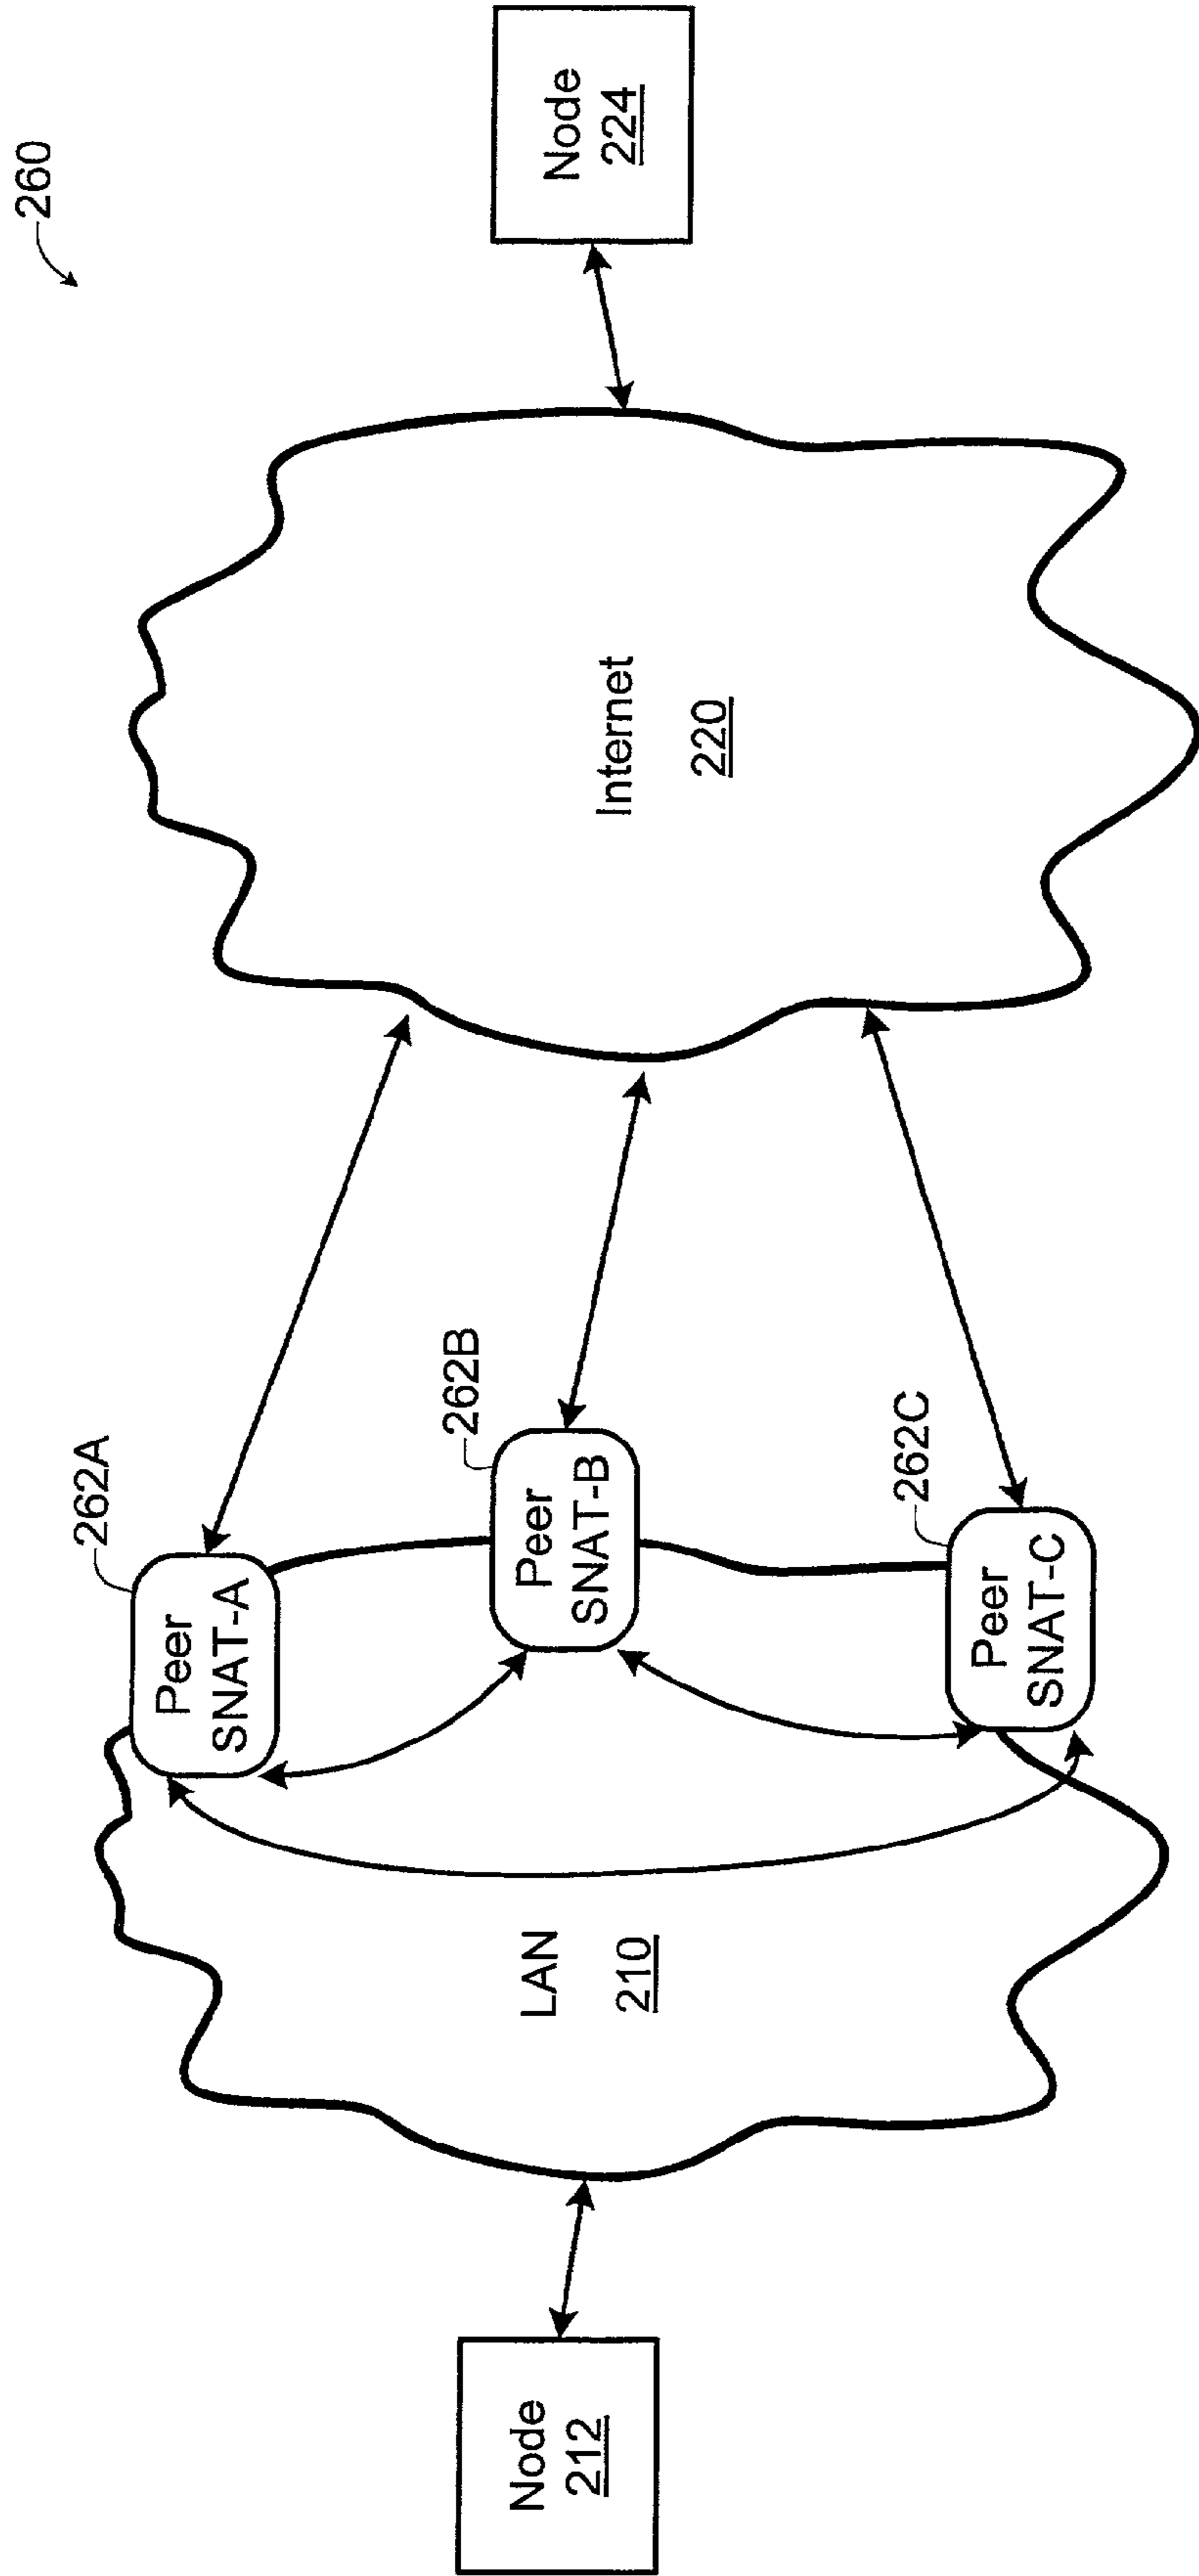 260
262A
Peer
SNAT-A
262B
Peer
SNAT-B
262C
Peer
SNAT-C
Node
212
LAN
210
Internet
220
Node
224